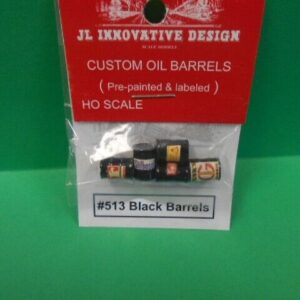 JL INNOVATIVE DESIGN
SCALE MODELS
CUSTOM OIL BARRELS
( Pre-painted & labeled )
HO SCALE
#513 Black Barrels